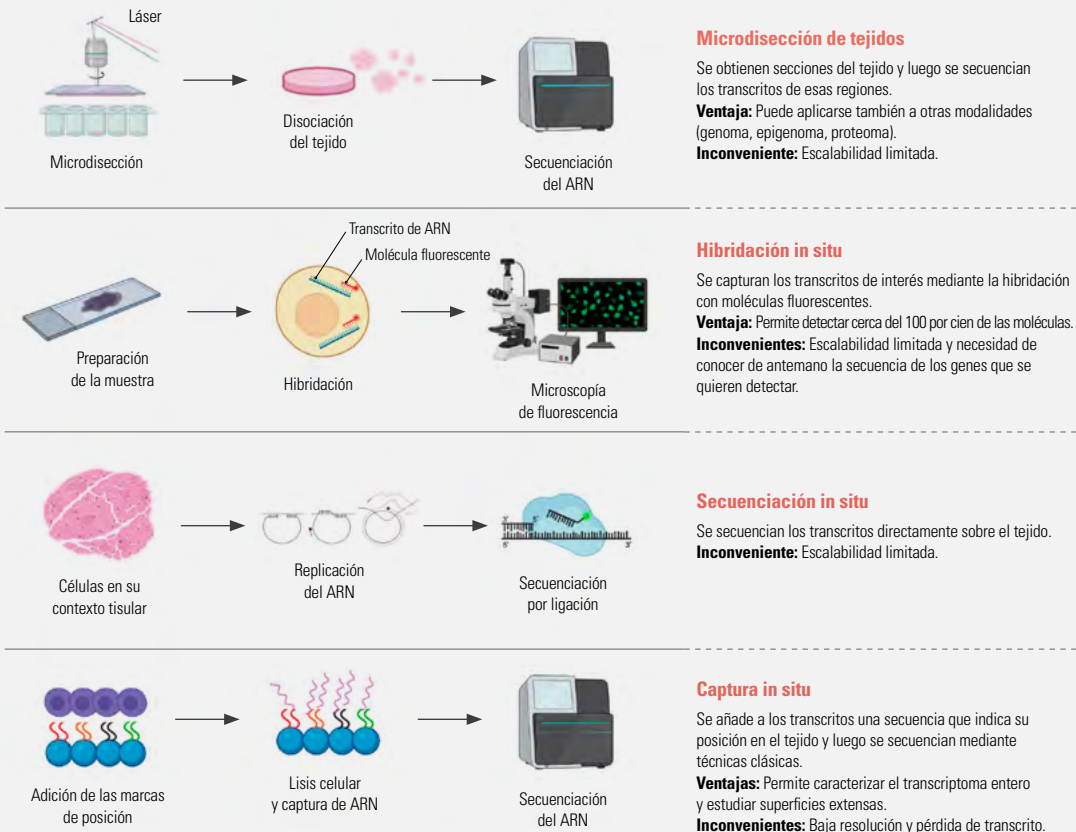 Láser
Microdisección
Disociación
del tejido
Secuenciación
del ARN
Microdisección de tejidos
Se obtienen secciones del tejido y luego se secuencian
los transcritos de esas regiones.
Ventaja: Puede aplicarse también a otras modalidades
(genoma, epigenoma, proteoma).
Inconveniente: Escalabilidad limitada.
Transcrito de ARN
Molécula fluorescente
Preparación
de la muestra
Hibridación
Microscopía
de fluorescencia
Hibridación in situ
Se capturan los transcritos de interés mediante la hibridación
con moléculas fluorescentes.
Ventaja: Permite detectar cerca del 100 por cien de las moléculas.
Inconvenientes: Escalabilidad limitada y necesidad de
conocer de antemano la secuencia de los genes que se
quieren detectar.
Células en su
contexto tisular
Replicación
del ARN
3'
5'
5'
3'
Secuenciación
por ligación
Secuenciación in situ
Se secuencian los transcritos directamente sobre el tejido.
Inconveniente: Escalabilidad limitada.
Adición de las marcas
de posición
Lisis celular
y captura de ARN
Secuenciación
del ARN
Captura in situ
Se añade a los transcritos una secuencia que indica su
posición en el tejido y luego se secuencian mediante
técnicas clásicas.
Ventajas: Permite caracterizar el transcriptoma entero
y estudiar superficies extensas.
Inconvenientes: Baja resolución y pérdida de transcrito.